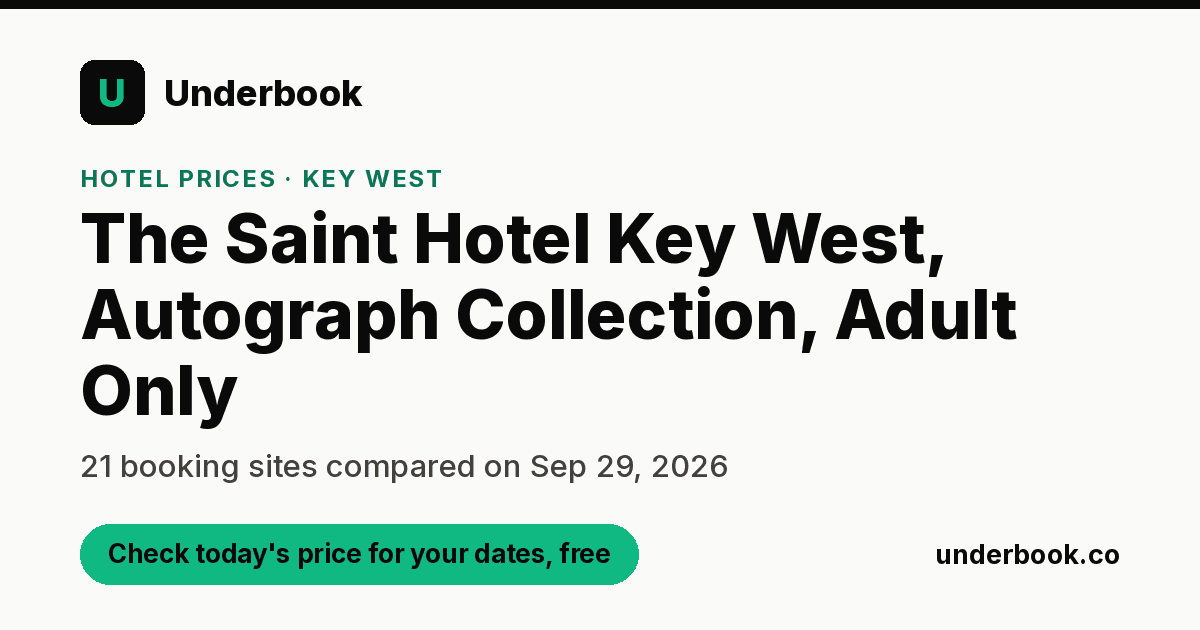 U Underbook
HOTEL PRICES · KEY WEST
The Saint Hotel Key West,
Autograph Collection, Adult
Only
21 booking sites compared on Sep 29, 2026
Check today's price for your dates, free
underbook.co